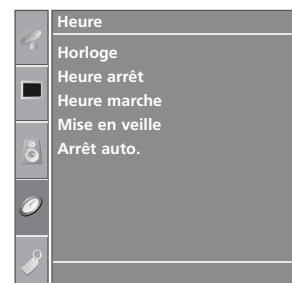 Heure
Horloge
Heure arrêt
Heure marche
Mise en veille
Arrêt auto.